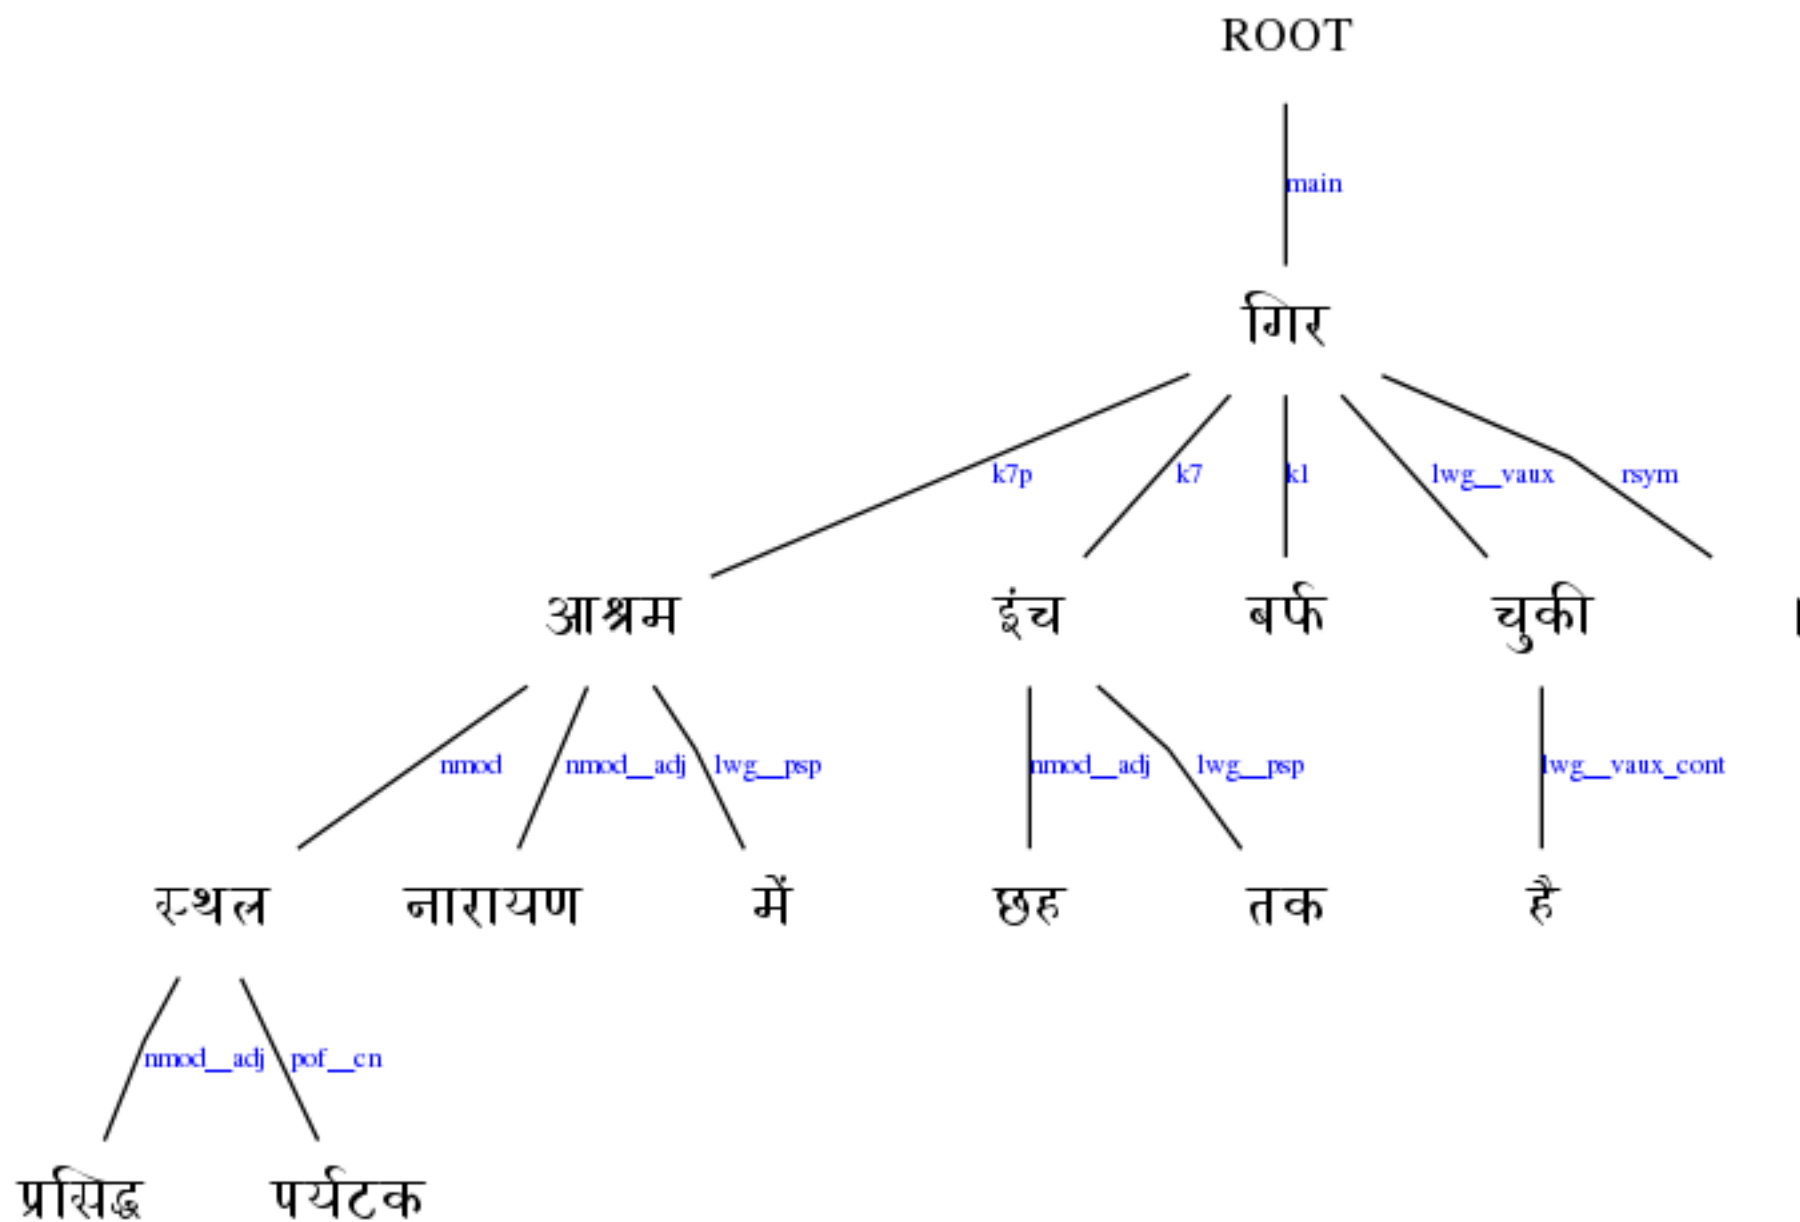 ROOT
main
गिर
k7p k7 k1 lwg__vaux rsym
आश्रम इंच बर्फ चुकी ।
nmod nmod__adj lwg__psp nmod__adj lwg__psp lwg__vaux_cont
स्थल नारायण में छह तक है
nmod__adj pof__cn
प्रसिद्ध पर्यटक